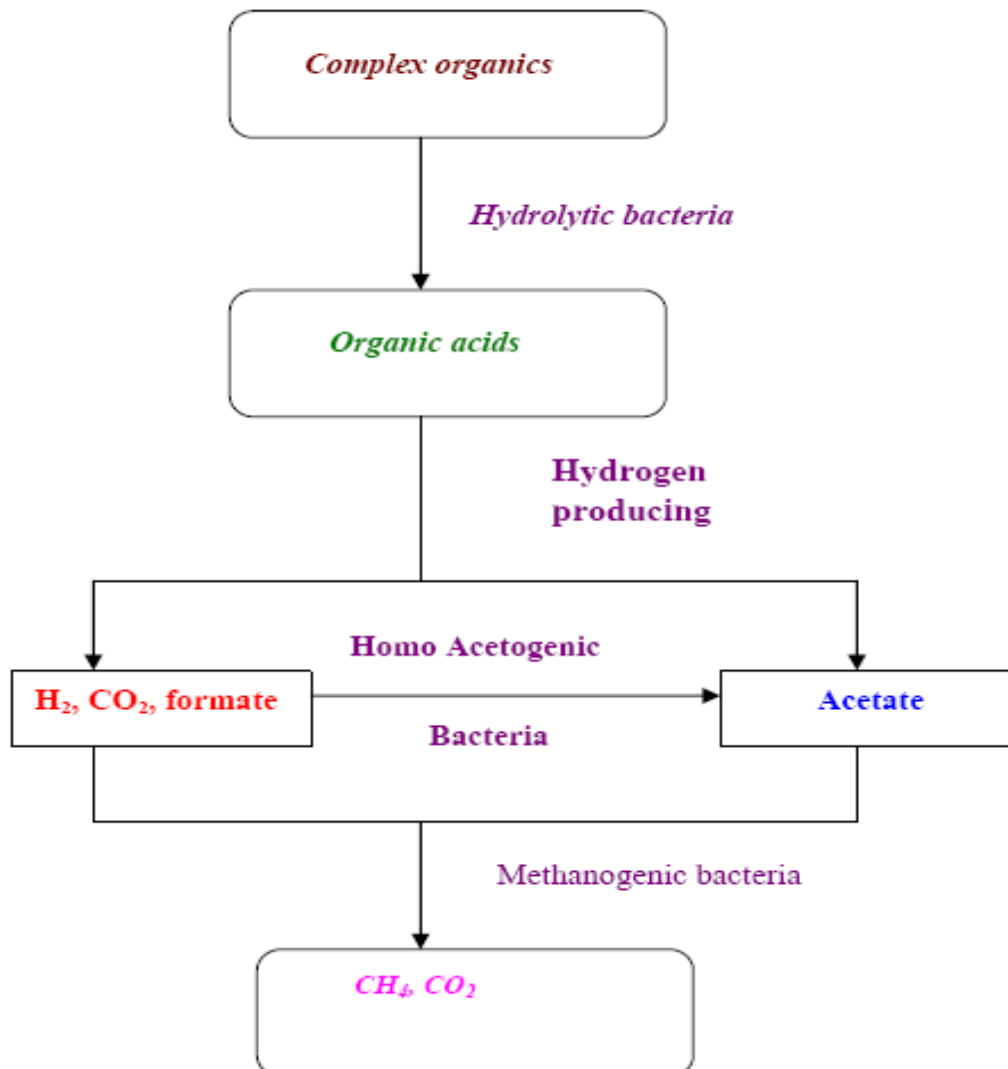 Complex organics
Hydrolytic bacteria
Organic acids
Hydrogen
producing
Homo Acetogenic
H₂, CO₂, formate
Acetate
Bacteria
Methanogenic bacteria
CH₄, CO₂